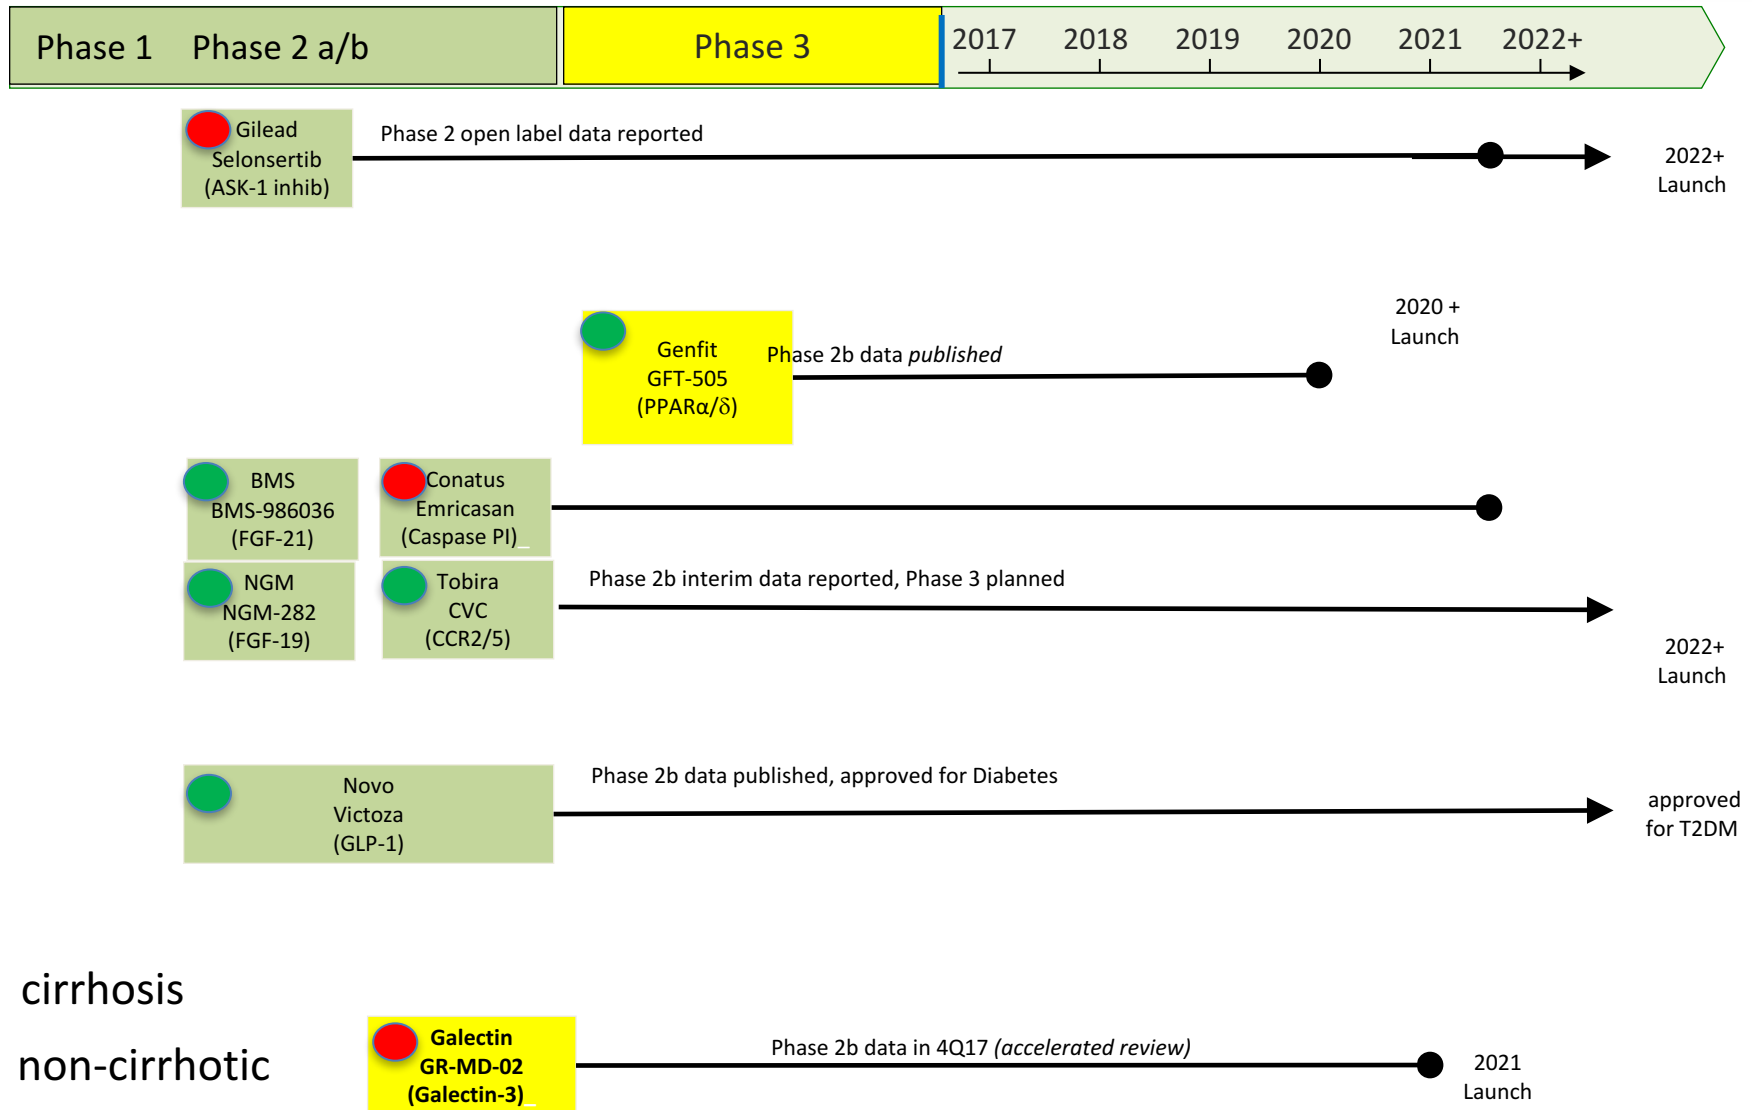 Phase 1 Phase 2 a/b Phase 3 2017 2018 2019 2020 2021 2022+
Gilead
Selonsertib
(ASK-1 inhib)
Phase 2 open label data reported
2022+
Launch
2020 +
Launch
Genfit
GFT-505
(PPARα/δ)
Phase 2b data published
BMS
BMS-986036
(FGF-21)
Conatus
Emricasan
(Caspase PI)_
NGM
NGM-282
(FGF-19)
Tobira
CVC
(CCR2/5)
Phase 2b interim data reported, Phase 3 planned
2022+
Launch
Novo
Victoza
(GLP-1)
Phase 2b data published, approved for Diabetes
approved
for T2DM
cirrhosis
non-cirrhotic
Galectin
GR-MD-02
(Galectin-3)_
Phase 2b data in 4Q17 (accelerated review)
2021
Launch